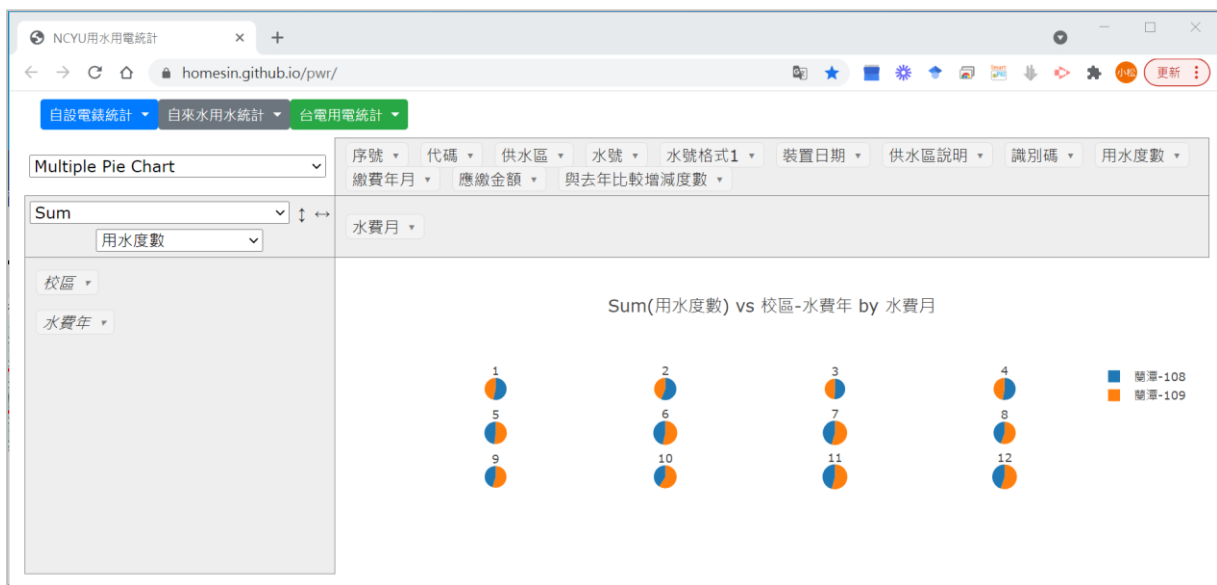 NCYU用水用電統計
homesin.github.io/pwr/
小松
更新
自設電錶統計 自來水用水統計 台電用電統計
Multiple Pie Chart
序號 代碼 供水區 水號 水號格式1 裝置日期 供水區說明 識別碼 用水度數
繳費年月 應繳金額 與去年比較增減度數
Sum
用水度數
水費月
校區
水費年
Sum(用水度數) vs 校區-水費年 by 水費月
1 2 3 4
5 6 7 8
9 10 11 12
蘭潭-108
蘭潭-109